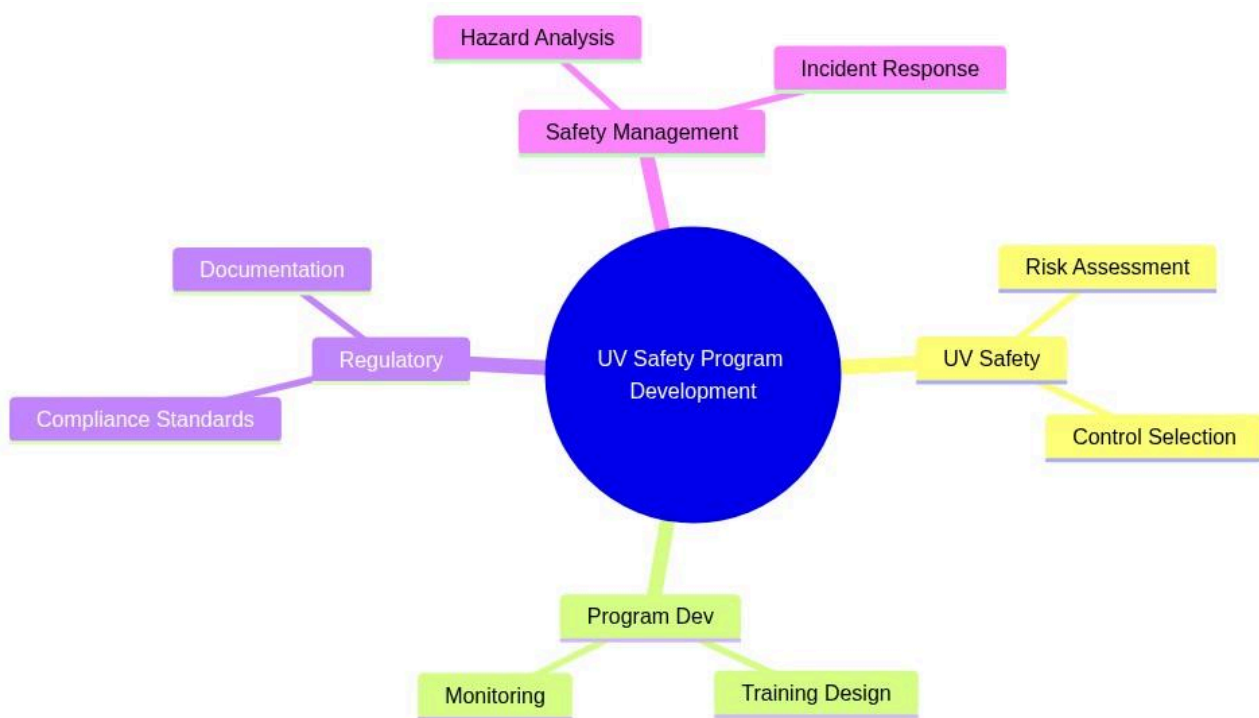 Hazard Analysis
Incident Response
Safety Management
Documentation
Risk Assessment
Regulatory
UV Safety Program
Development
UV Safety
Compliance Standards
Control Selection
Program Dev
Monitoring
Training Design